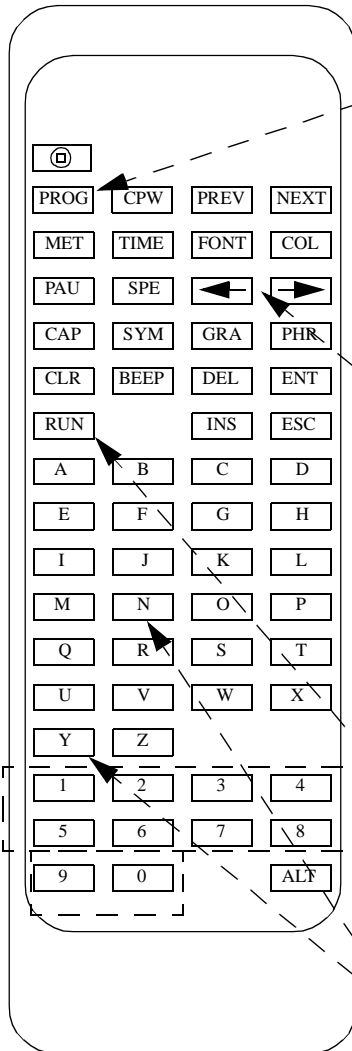 PROG CPW PREV NEXT
MET TIME FONT COL
PAU SPE
CAP SYM GRA PHR
CLR BEEP DEL ENT
RUN INS ESC
A B C D
E F G H
I J K L
M N O P
Q R S T
U V W X
Y Z
1 2 3 4
5 6 7 8
9 0 ALT